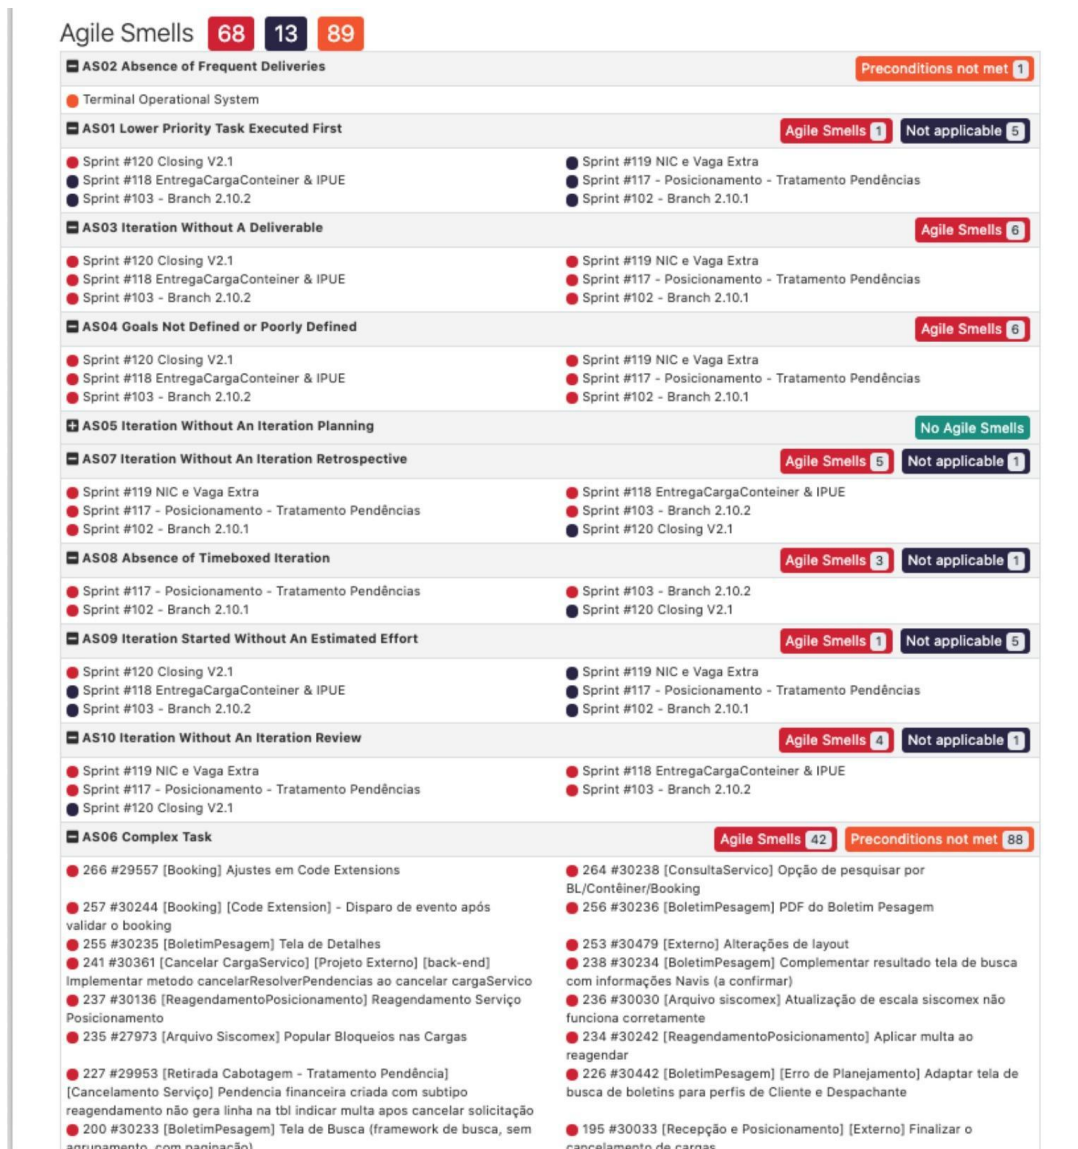 Agile Smells 68 13 89
AS02 Absence of Frequent Deliveries Preconditions not met 1
Terminal Operational System
AS01 Lower Priority Task Executed First Agile Smells 1 Not applicable 5
Sprint #120 Closing V2.1 Sprint #119 NIC e Vaga Extra
Sprint #118 EntregaCargaConteiner & IPUE Sprint #117 - Posicionamento - Tratamento Pendências
Sprint #103 - Branch 2.10.2 Sprint #102 - Branch 2.10.1
AS03 Iteration Without A Deliverable Agile Smells 6
Sprint #120 Closing V2.1 Sprint #119 NIC e Vaga Extra
Sprint #118 EntregaCargaConteiner & IPUE Sprint #117 - Posicionamento - Tratamento Pendências
Sprint #103 - Branch 2.10.2 Sprint #102 - Branch 2.10.1
AS04 Goals Not Defined or Poorly Defined Agile Smells 6
Sprint #120 Closing V2.1 Sprint #119 NIC e Vaga Extra
Sprint #118 EntregaCargaConteiner & IPUE Sprint #117 - Posicionamento - Tratamento Pendências
Sprint #103 - Branch 2.10.2 Sprint #102 - Branch 2.10.1
AS05 Iteration Without An Iteration Planning No Agile Smells
AS07 Iteration Without An Iteration Retrospective Agile Smells 5 Not applicable 1
Sprint #119 NIC e Vaga Extra Sprint #118 EntregaCargaConteiner & IPUE
Sprint #117 - Posicionamento - Tratamento Pendências Sprint #103 - Branch 2.10.2
Sprint #102 - Branch 2.10.1 Sprint #120 Closing V2.1
AS08 Absence of Timeboxed Iteration Agile Smells 3 Not applicable 1
Sprint #117 - Posicionamento - Tratamento Pendências Sprint #103 - Branch 2.10.2
Sprint #102 - Branch 2.10.1 Sprint #120 Closing V2.1
AS09 Iteration Started Without An Estimated Effort Agile Smells 1 Not applicable 5
Sprint #120 Closing V2.1 Sprint #119 NIC e Vaga Extra
Sprint #118 EntregaCargaConteiner & IPUE Sprint #117 - Posicionamento - Tratamento Pendências
Sprint #103 - Branch 2.10.2 Sprint #102 - Branch 2.10.1
AS10 Iteration Without An Iteration Review Agile Smells 4 Not applicable 1
Sprint #119 NIC e Vaga Extra Sprint #118 EntregaCargaConteiner & IPUE
Sprint #117 - Posicionamento - Tratamento Pendências Sprint #103 - Branch 2.10.2
Sprint #120 Closing V2.1
AS06 Complex Task Agile Smells 42 Preconditions not met 88
266 #29557 [Booking] Ajustes em Code Extensions 264 #30238 [ConsultaServico] Opção de pesquisar por
BL/Contêiner/Booking
257 #30244 [Booking] [Code Extension] - Disparo de evento após 256 #30236 [BoletimPesagem] PDF do Boletim Pesagem
validar o booking
255 #30235 [BoletimPesagem] Tela de Detalhes 253 #30479 [Externo] Alterações de layout
241 #30361 [Cancelar CargaServico] [Projeto Externo] [back-end] 238 #30234 [BoletimPesagem] Complementar resultado tela de busca
Implementar metodo cancelarResolverPendencias ao cancelar cargaServico com informações Navis (a confirmar)
237 #30136 [ReagendamentoPosicionamento] Reagendamento Serviço 236 #30030 [Arquivo siscomex] Atualização de escala siscomex não
Posicionamento funciona corretamente
235 #27973 [Arquivo Siscomex] Popular Bloqueios nas Cargas 234 #30242 [ReagendamentoPosicionamento] Aplicar multa ao
reagendar
227 #29953 [Retirada Cabotagem - Tratamento Pendência] 226 #30442 [BoletimPesagem] [Erro de Planejamento] Adaptar tela de
[Cancelamento Serviço] Pendencia financeira criada com subtipo busca de boletins para perfis de Cliente e Despachante
reagendamento não gera linha na tbl indicar multa apos cancelar solicitação
200 #30233 [BoletimPesagem] Tela de Busca (framework de busca, sem 195 #30033 [Recepção e Posicionamento] [Externo] Finalizar o
agrupamento, com paginação) cancelamento de cargas